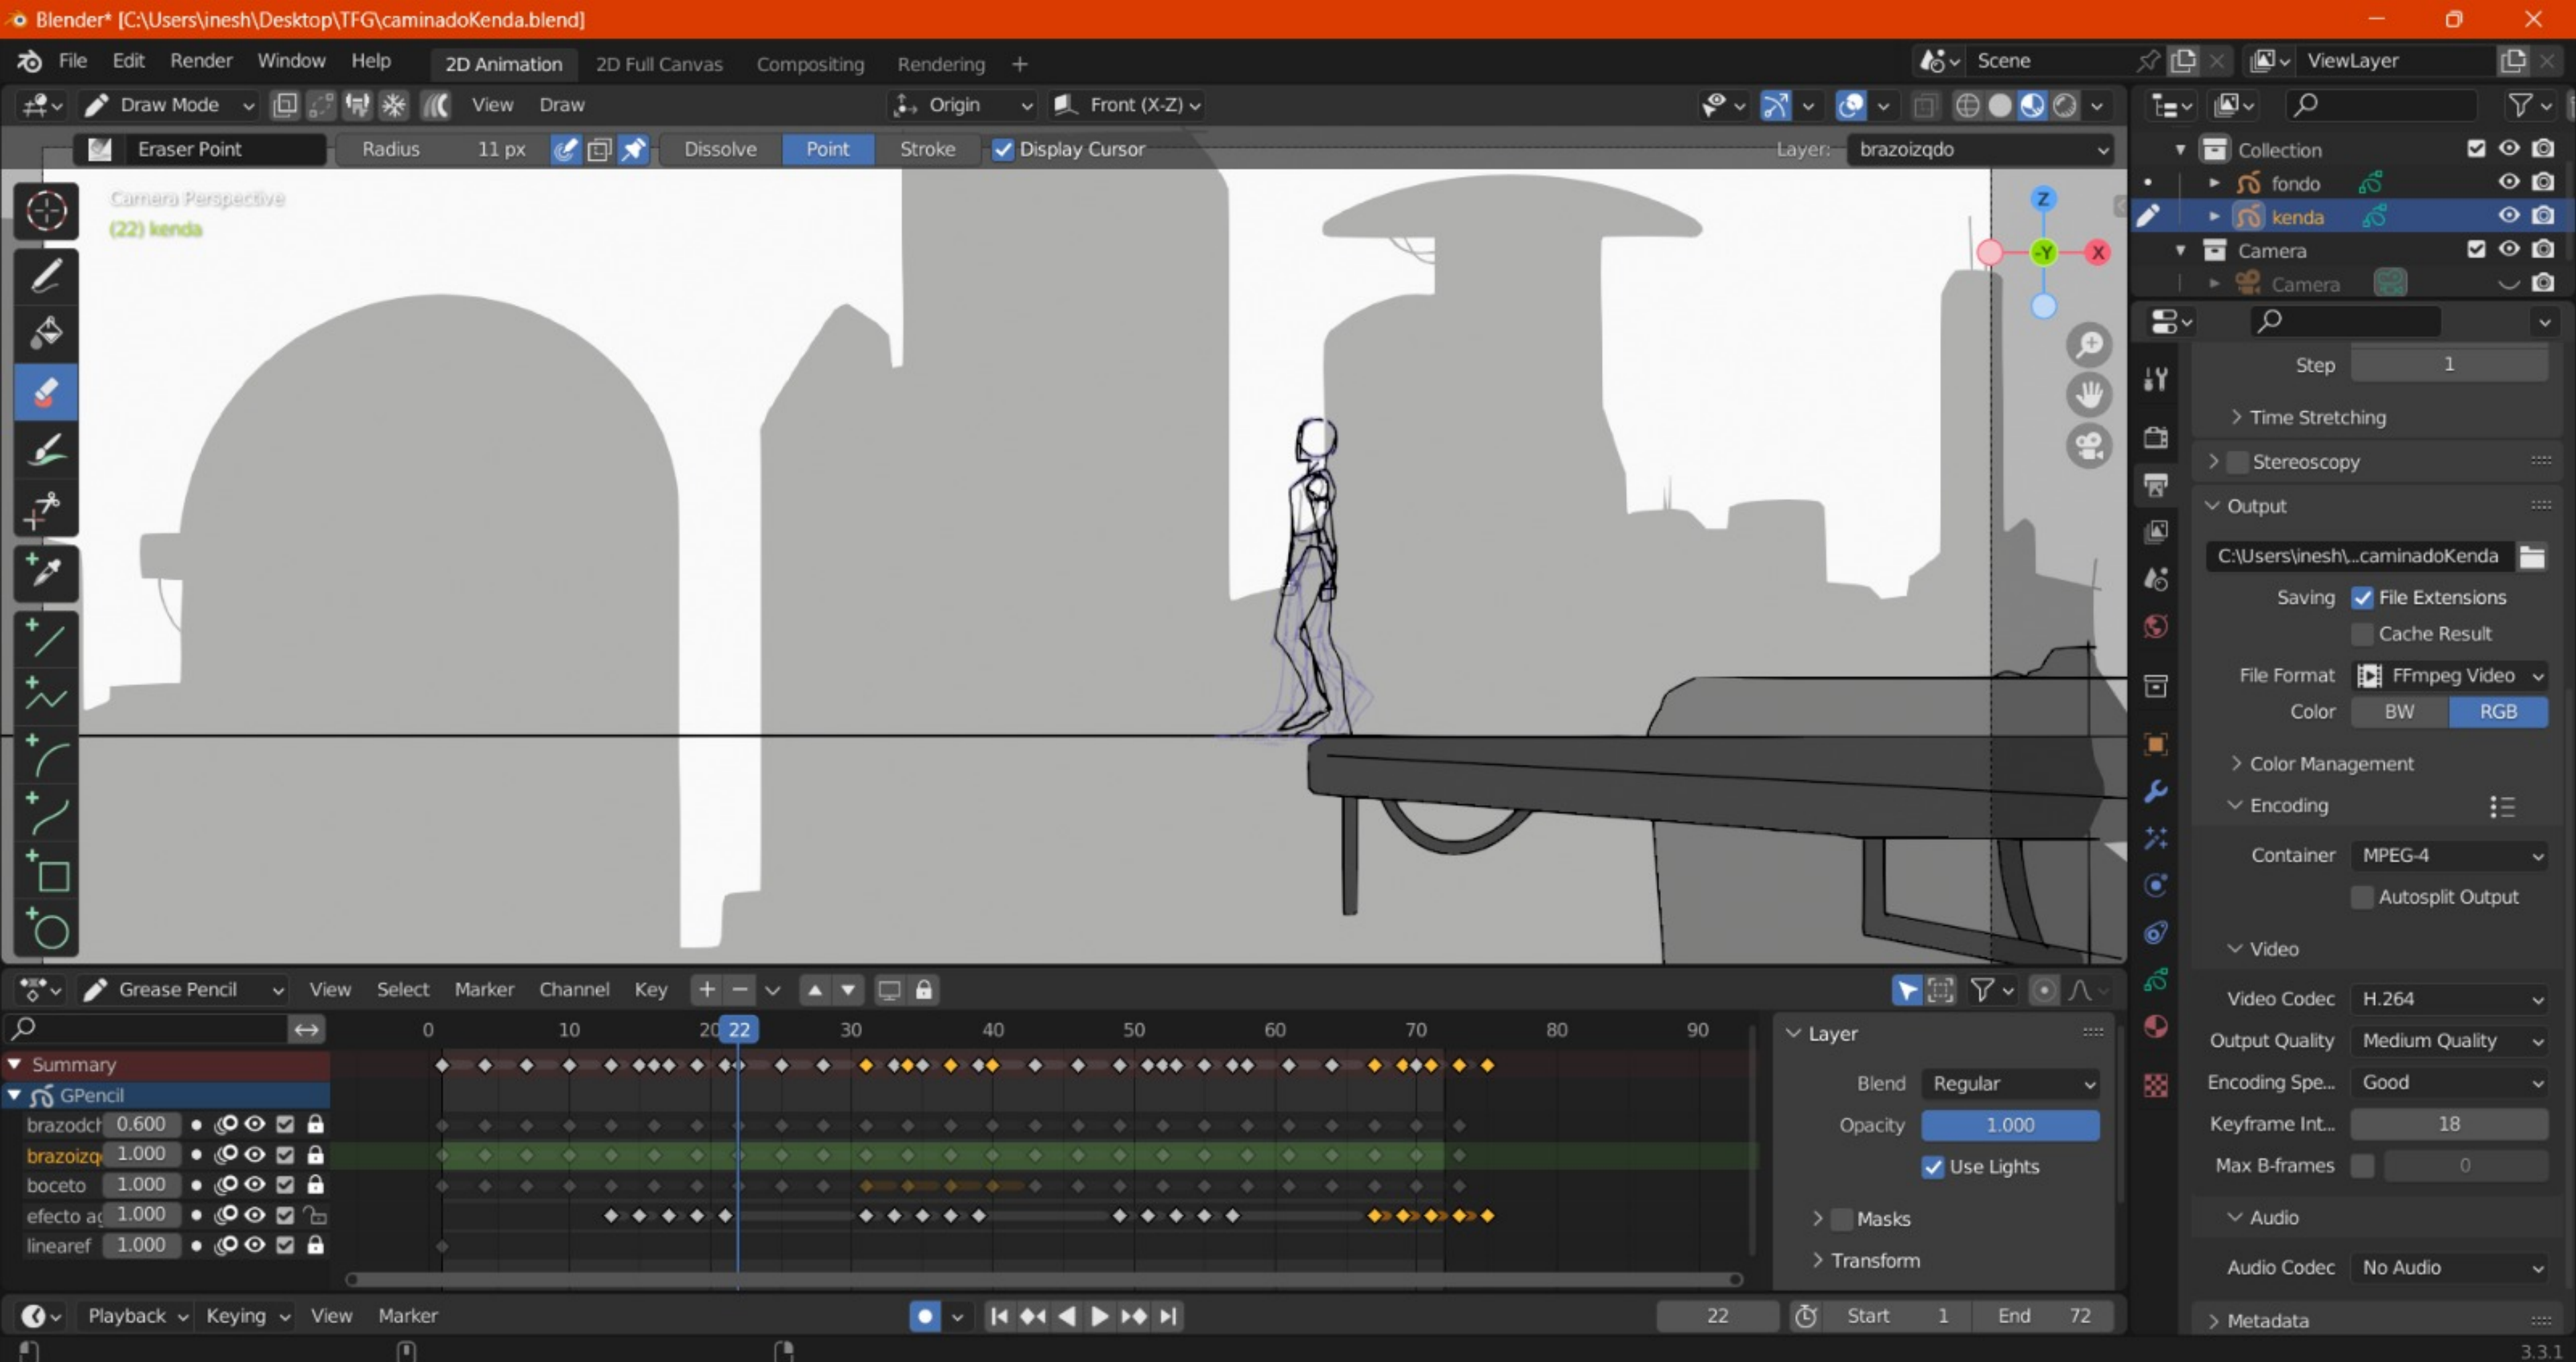 Blender* [C:\Users\inesh\Desktop\TFG\caminadoKenda.blend]
File Edit Render Window Help 2D Animation 2D Full Canvas Compositing Rendering + Scene ViewLayer
Draw Mode View Draw Origin Front (X-Z)
Eraser Point Radius 11 px Dissolve Point Stroke Display Cursor Layer: brazoizqdo
Camera Perspective
(22) kenda
Z
-Y
X
Collection
fondo
kenda
Camera
Camera
Step 1
Time Stretching
Stereoscopy
Output
C:\Users\inesh\...caminadoKenda
Saving File Extensions
Cache Result
File Format FFmpeg Video
Color BW RGB
Color Management
Encoding
Container MPEG-4
Autosplit Output
Video
Video Codec H.264
Output Quality Medium Quality
Encoding Spe... Good
Keyframe Int... 18
Max B-frames 0
Audio
Audio Codec No Audio
Metadata
Grease Pencil View Select Marker Channel Key
0 10 20 22 30 40 50 60 70 80 90
Summary
GPencil
brazodch 0.600
brazoizq 1.000
boceto 1.000
efecto ag 1.000
linearef 1.000
Layer
Blend Regular
Opacity 1.000
Use Lights
Masks
Transform
Playback Keying View Marker 22 Start 1 End 72
3.3.1